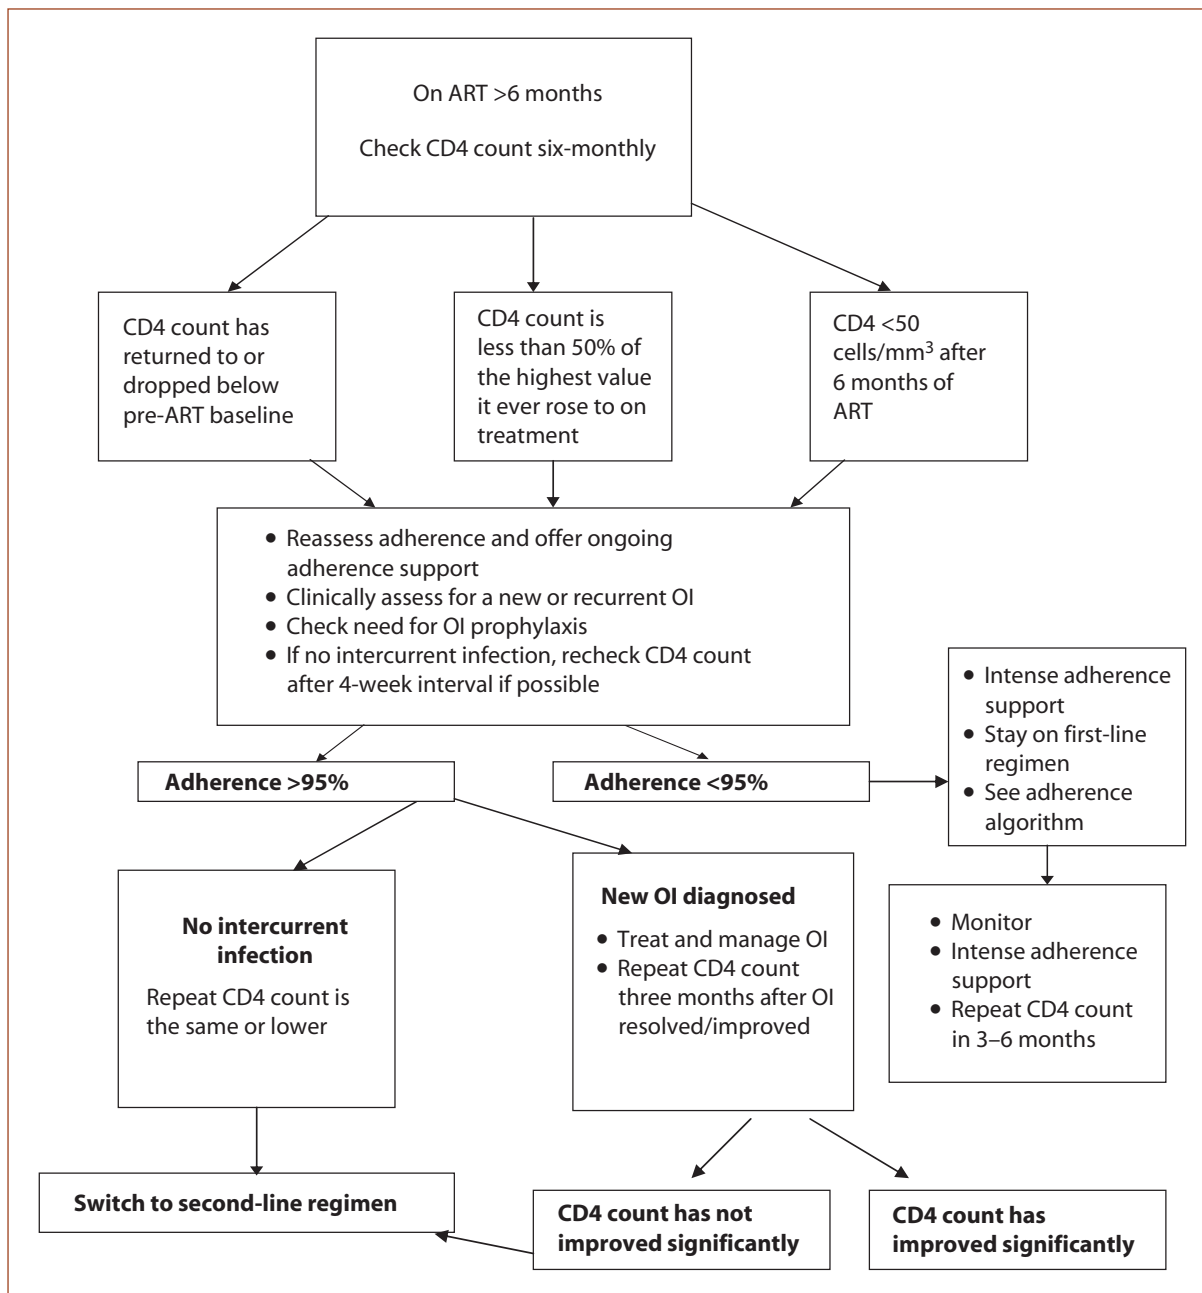 On ART >6 months
Check CD4 count six-monthly
CD4 count has
returned to or
dropped below
pre-ART baseline
CD4 count is
less than 50% of
the highest value
it ever rose to on
treatment
CD4 <50
cells/mm³ after
6 months of
ART
• Reassess adherence and offer ongoing
adherence support
• Clinically assess for a new or recurrent OI
• Check need for OI prophylaxis
• If no intercurrent infection, recheck CD4 count
after 4-week interval if possible
Adherence >95%
Adherence <95%
• Intense adherence
support
• Stay on first-line
regimen
• See adherence
algorithm
No intercurrent
infection
Repeat CD4 count is
the same or lower
New OI diagnosed
• Treat and manage OI
• Repeat CD4 count
three months after OI
resolved/improved
• Monitor
• Intense adherence
support
• Repeat CD4 count
in 3–6 months
Switch to second-line regimen
CD4 count has not
improved significantly
CD4 count has
improved significantly